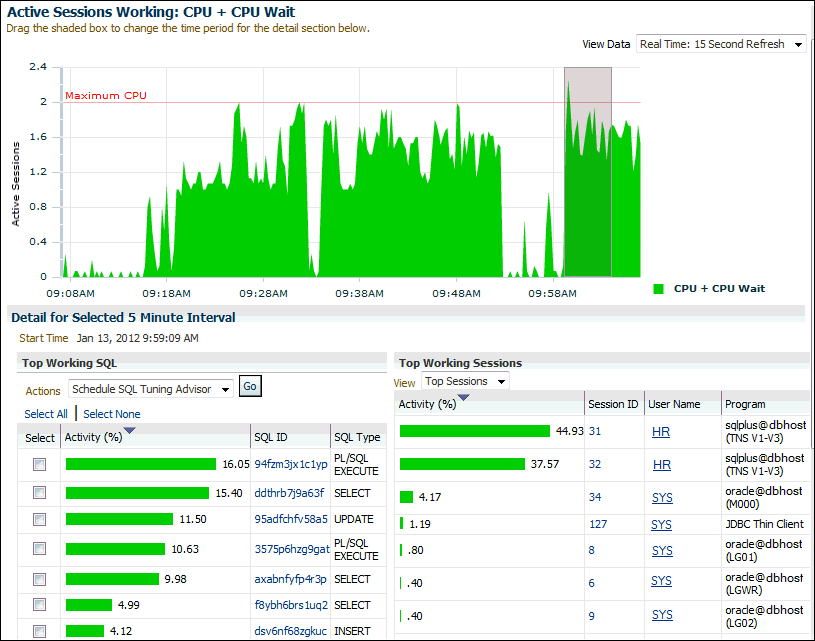 Active Sessions Working: CPU + CPU Wait
Drag the shaded box to change the time period for the detail section below.
View Data Real Time: 15 Second Refresh
2.4
Maximum CPU
2
1.6
1.2
0.8
0.4
0
Active Sessions
09:08AM 09:18AM 09:28AM 09:38AM 09:48AM 09:58AM
CPU + CPU Wait
Detail for Selected 5 Minute Interval
Start Time Jan 13, 2012 9:59:09 AM
Top Working SQL
Actions Schedule SQL Tuning Advisor Go
Select All Select None
Select Activity (%) SQL ID SQL Type
16.05 94fzm3jx1c1yp PL/SQL EXECUTE
15.40 ddthrb7j9a63f SELECT
11.50 95adfchfv58a5 UPDATE
10.63 3575p6hzg9gat PL/SQL EXECUTE
9.98 axabnfyfp4r3p SELECT
4.99 f8ybh6brs1uq2 SELECT
4.12 dsv6nf68zgkuc INSERT
Top Working Sessions
View Top Sessions
Activity (%) Session ID User Name Program
44.93 31 HR sqlplus@dbhost (TNS V1-V3)
37.57 32 HR sqlplus@dbhost (TNS V1-V3)
4.17 34 SYS oracle@dbhost (M000)
1.19 127 SYS JDBC Thin Client
.80 8 SYS oracle@dbhost (LG01)
.40 6 SYS oracle@dbhost (LGWR)
.40 9 SYS oracle@dbhost (LG02)